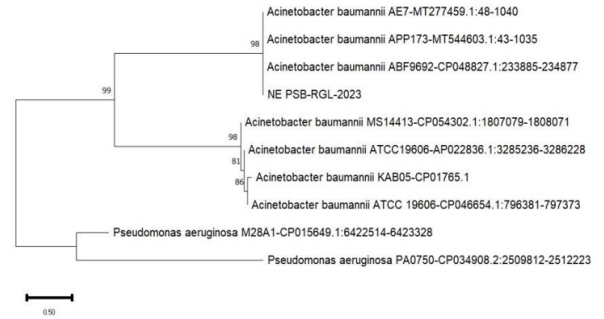 Acinetobacter baumannii AE7-MT277459.1:48-1040
Acinetobacter baumannii APP173-MT544603.1:43-1035
98
Acinetobacter baumannii ABF9692-CP048827.1:233885-234877
99
NE PSB-RGL-2023
Acinetobacter baumannii MS14413-CP054302.1:1807079-1808071
98
Acinetobacter baumannii ATCC19606-AP022836.1:3285236-3286228
81
Acinetobacter baumannii KAB05-CP01765.1
86
Acinetobacter baumannii ATCC 19606-CP046654.1:796381-797373
Pseudomonas aeruginosa M28A1-CP015649.1:6422514-6423328
Pseudomonas aeruginosa PA0750-CP034908.2:2509812-2512223
0.50